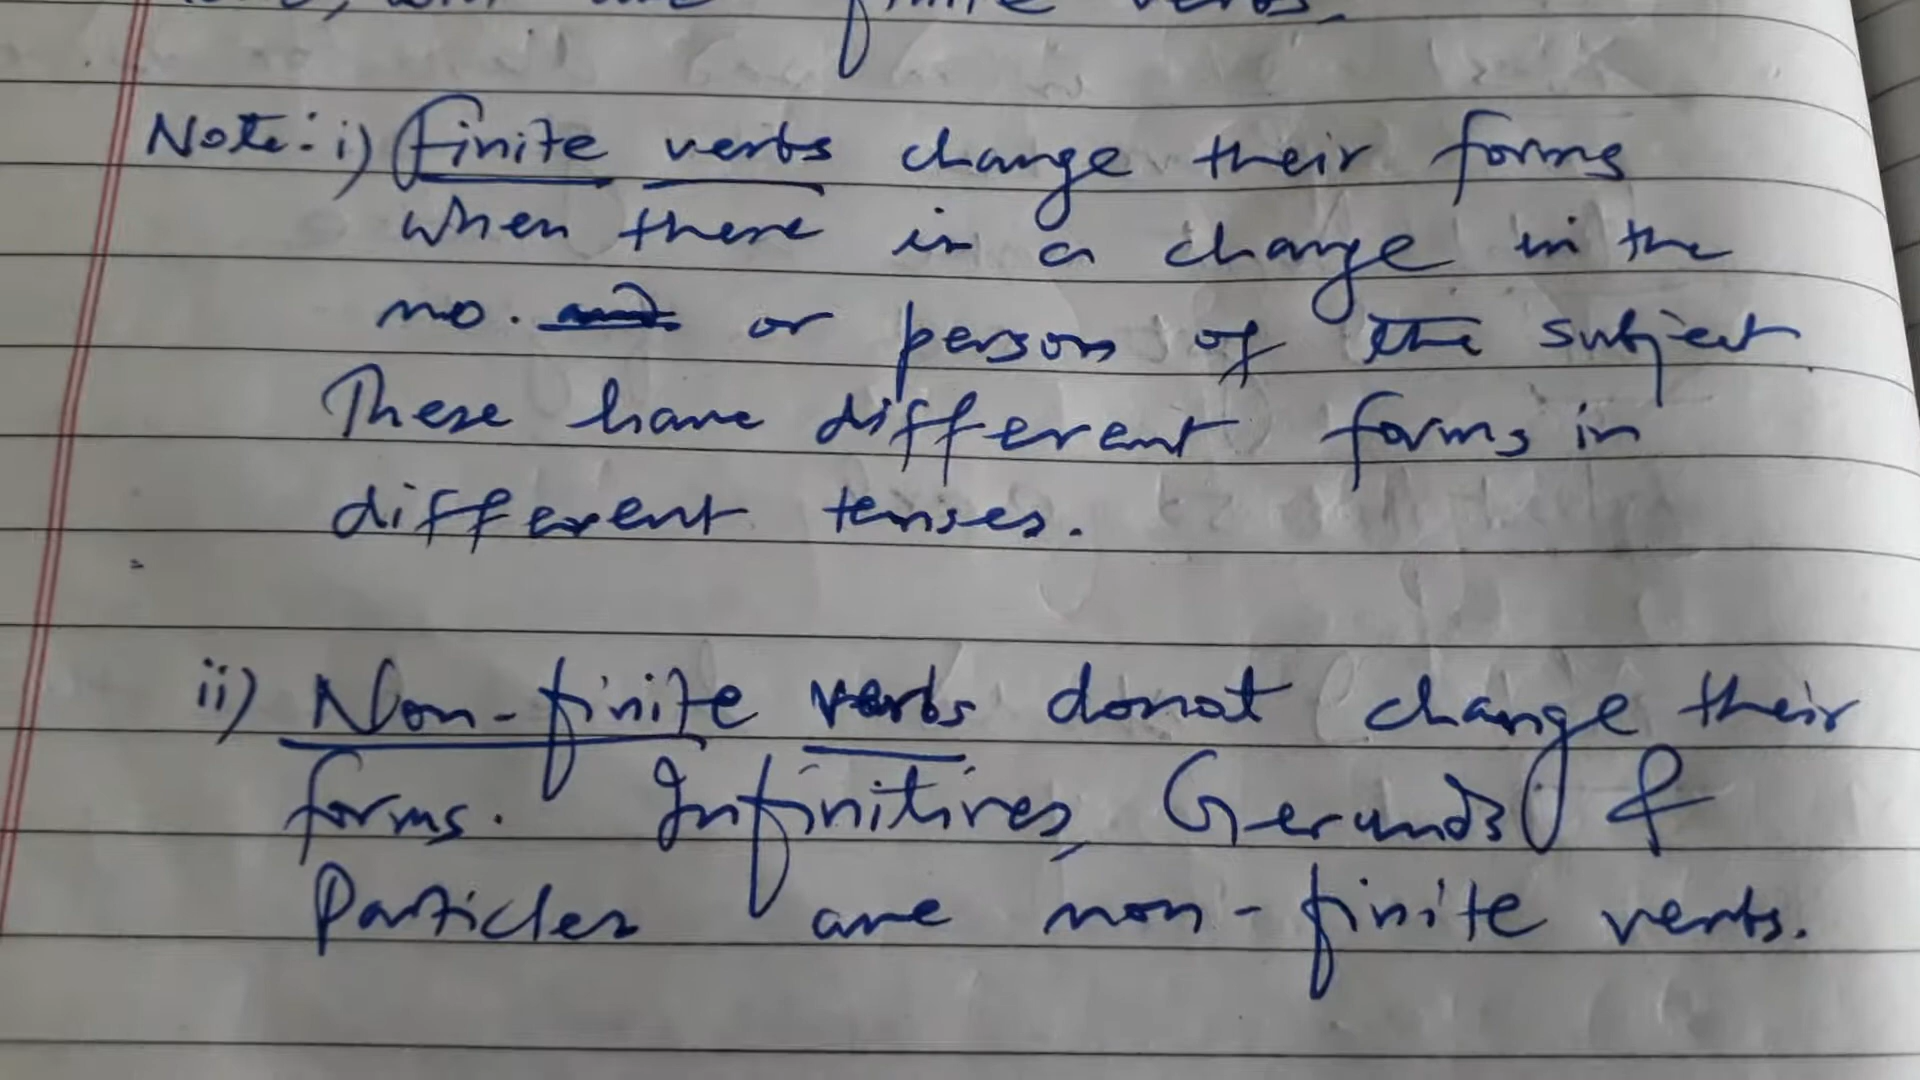 finite verbs.
Note: i) finite verbs change their forms
when there is a change in the
no. or person of the subject
These have different forms in
different tenses.
ii) Non-finite verbs donot change their
forms. Infinitives, Gerunds &
Particles are non-finite verbs.